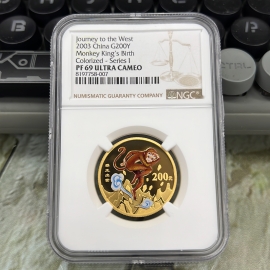 Journey to the West
2003 China G200Y
Monkey King's Birth
Colorized - Series I
PF 69 ULTRA CAMEO
8197758-007
NUMISMATIC GUARANTY COMPANY
NGC
200元